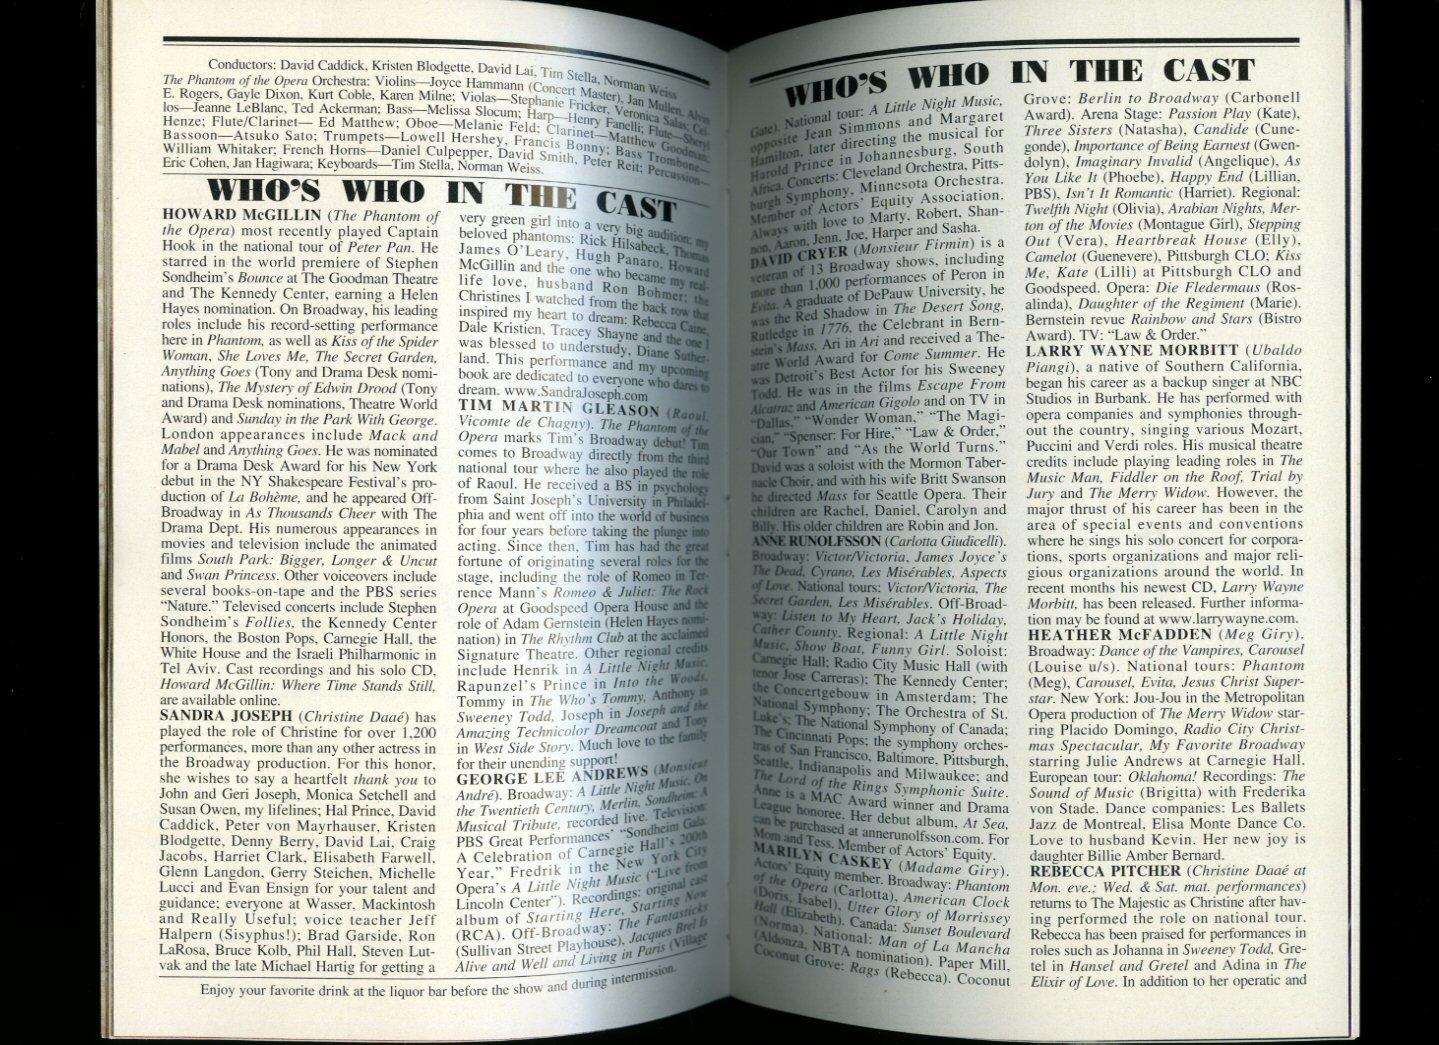 Conductors: David Caddick, Kristen Blodgette, David Lai, Tim Stella, Norman Weiss
The Phantom of the Opera Orchestra: Violins—Joyce Hammann (Concert Master), Jan Mullen, Alvin
E. Rogers, Gayle Dixon, Kurt Coble, Karen Milne; Violas—Stephanie Fricker, Veronica Salas; Cel-
los—Jeanne LeBlanc, Ted Ackerman; Bass—Melissa Slocum; Harp—Henry Fanelli; Flute—Sheryl
Henze; Flute/Clarinet— Ed Matthew; Oboe—Melanie Feld; Clarinet—Matthew Goodman;
Bassoon—Atsuko Sato; Trumpets—Lowell Hershey, Francis Bonny; Bass Trombone—
William Whitaker; French Horns—Daniel Culpepper, David Smith, Peter Reit; Percussion—
Eric Cohen, Jan Hagiwara; Keyboards—Tim Stella, Norman Weiss.
WHO'S WHO IN THE CAST
HOWARD McGILLIN (The Phantom of
the Opera) most recently played Captain
Hook in the national tour of Peter Pan. He
starred in the world premiere of Stephen
Sondheim's Bounce at The Goodman Theatre
and The Kennedy Center, earning a Helen
Hayes nomination. On Broadway, his leading
roles include his record-setting performance
here in Phantom, as well as Kiss of the Spider
Woman, She Loves Me, The Secret Garden,
Anything Goes (Tony and Drama Desk nomi-
nations), The Mystery of Edwin Drood (Tony
and Drama Desk nominations, Theatre World
Award) and Sunday in the Park With George.
London appearances include Mack and
Mabel and Anything Goes. He was nominated
for a Drama Desk Award for his New York
debut in the NY Shakespeare Festival's pro-
duction of La Bohème, and he appeared Off-
Broadway in As Thousands Cheer with The
Drama Dept. His numerous appearances in
movies and television include the animated
films South Park: Bigger, Longer & Uncut
and Swan Princess. Other voiceovers include
several books-on-tape and the PBS series
"Nature." Televised concerts include Stephen
Sondheim's Follies, the Kennedy Center
Honors, the Boston Pops, Carnegie Hall, the
White House and the Israeli Philharmonic in
Tel Aviv. Cast recordings and his solo CD,
Howard McGillin: Where Time Stands Still,
are available online.
SANDRA JOSEPH (Christine Daaé) has
played the role of Christine for over 1,200
performances, more than any other actress in
the Broadway production. For this honor,
she wishes to say a heartfelt thank you to
John and Geri Joseph, Monica Setchell and
Susan Owen, my lifelines; Hal Prince, David
Caddick, Peter von Mayrhauser, Kristen
Blodgette, Denny Berry, David Lai, Craig
Jacobs, Harriet Clark, Elisabeth Farwell,
Glenn Langdon, Gerry Steichen, Michelle
Lucci and Evan Ensign for your talent and
guidance; everyone at Wasser, Mackintosh
and Really Useful; voice teacher Jeff
Halpern (Sisyphus!); Brad Garside, Ron
LaRosa, Bruce Kolb, Phil Hall, Steven Lut-
vak and the late Michael Hartig for getting a
very green girl into a very big audition; my
beloved phantoms: Rick Hilsabeck, Thomas
James O'Leary, Hugh Panaro, Howard
McGillin and the one who became my real-
life love, husband Ron Bohmer; the
Christines I watched from the back row that
inspired my heart to dream: Rebecca Caine,
Dale Kristien, Tracey Shayne and the one I
was blessed to understudy, Diane Suther-
land. This performance and my upcoming
book are dedicated to everyone who dares to
dream. www.SandraJoseph.com
TIM MARTIN GLEASON (Raoul,
Vicomte de Chagny). The Phantom of the
Opera marks Tim's Broadway debut! Tim
comes to Broadway directly from the third
national tour where he also played the role
of Raoul. He received a BS in psychology
from Saint Joseph's University in Philadel-
phia and went off into the world of business
for four years before taking the plunge into
acting. Since then, Tim has had the great
fortune of originating several roles for the
stage, including the role of Romeo in Ter-
rence Mann's Romeo & Juliet: The Rock
Opera at Goodspeed Opera House and the
role of Adam Gernstein (Helen Hayes nomi-
nation) in The Rhythm Club at the acclaimed
Signature Theatre. Other regional credits
include Henrik in A Little Night Music,
Rapunzel's Prince in Into the Woods,
Tommy in The Who's Tommy, Anthony in
Sweeney Todd, Joseph in Joseph and the
Amazing Technicolor Dreamcoat and Tony
in West Side Story. Much love to the family
for their unending support!
GEORGE LEE ANDREWS (Monsieur
André). Broadway: A Little Night Music, On
the Twentieth Century, Merlin, Sondheim: A
Musical Tribute, recorded live. Television:
PBS Great Performances' "Sondheim Gala:
A Celebration of Carnegie Hall's 200th
Year," Fredrik in the New York City
Opera's A Little Night Music ("Live from
Lincoln Center"). Recordings: original cast
album of Starting Here, Starting Now
(RCA). Off-Broadway: The Fantasticks
(Sullivan Street Playhouse), Jacques Brel Is
Alive and Well and Living in Paris (Village
Enjoy your favorite drink at the liquor bar before the show and during intermission.
WHO'S WHO IN THE CAST
Gate). National tour: A Little Night Music,
opposite Jean Simmons and Margaret
Hamilton, later directing the musical for
Harold Prince in Johannesburg, South
Africa. Concerts: Cleveland Orchestra, Pitts-
burgh Symphony, Minnesota Orchestra.
Member of Actors' Equity Association.
Always with love to Marty, Robert, Shan-
non, Aaron, Jenn, Joe, Harper and Sasha.
DAVID CRYER (Monsieur Firmin) is a
veteran of 13 Broadway shows, including
more than 1,000 performances of Peron in
Evita. A graduate of DePauw University, he
was the Red Shadow in The Desert Song,
Rutledge in 1776, the Celebrant in Bern-
stein's Mass, Ari in Ari and received a The-
atre World Award for Come Summer. He
was Detroit's Best Actor for his Sweeney
Todd. He was in the films Escape From
Alcatraz and American Gigolo and on TV in
"Dallas," "Wonder Woman," "The Magi-
cian," "Spenser: For Hire," "Law & Order,"
"Our Town" and "As the World Turns."
David was a soloist with the Mormon Taber-
nacle Choir, and with his wife Britt Swanson
he directed Mass for Seattle Opera. Their
children are Rachel, Daniel, Carolyn and
Billy. His older children are Robin and Jon.
ANNE RUNOLFSSON (Carlotta Giudicelli).
Broadway: Victor/Victoria, James Joyce's
The Dead, Cyrano, Les Misérables, Aspects
of Love. National tours: Victor/Victoria, The
Secret Garden, Les Misérables. Off-Broad-
way: Listen to My Heart, Jack's Holiday,
Cather County. Regional: A Little Night
Music, Show Boat, Funny Girl. Soloist:
Carnegie Hall; Radio City Music Hall (with
tenor Jose Carreras); The Kennedy Center;
the Concertgebouw in Amsterdam; The
National Symphony; The Orchestra of St.
Luke's; The National Symphony of Canada;
The Cincinnati Pops; the symphony orches-
tras of San Francisco, Baltimore, Pittsburgh,
Seattle, Indianapolis and Milwaukee; and
The Lord of the Rings Symphonic Suite.
Anne is a MAC Award winner and Drama
League honoree. Her debut album, At Sea,
can be purchased at annerunolfsson.com. For
Mom and Tess. Member of Actors' Equity.
MARILYN CASKEY (Madame Giry).
Actors' Equity member. Broadway: Phantom
of the Opera (Carlotta), American Clock
(Doris, Isabel), Utter Glory of Morrissey
Hall (Elizabeth). Canada: Sunset Boulevard
(Norma). National: Man of La Mancha
(Aldonza, NBTA nomination). Paper Mill,
Coconut Grove: Rags (Rebecca). Coconut
Grove: Berlin to Broadway (Carbonell
Award). Arena Stage: Passion Play (Kate),
Three Sisters (Natasha), Candide (Cune-
gonde), Importance of Being Earnest (Gwen-
dolyn), Imaginary Invalid (Angelique), As
You Like It (Phoebe), Happy End (Lillian,
PBS), Isn't It Romantic (Harriet). Regional:
Twelfth Night (Olivia), Arabian Nights, Mer-
ton of the Movies (Montague Girl), Stepping
Out (Vera), Heartbreak House (Elly),
Camelot (Guenevere), Pittsburgh CLO; Kiss
Me, Kate (Lilli) at Pittsburgh CLO and
Goodspeed. Opera: Die Fledermaus (Ros-
alinda), Daughter of the Regiment (Marie).
Bernstein revue Rainbow and Stars (Bistro
Award). TV: "Law & Order."
LARRY WAYNE MORBITT (Ubaldo
Piangi), a native of Southern California,
began his career as a backup singer at NBC
Studios in Burbank. He has performed with
opera companies and symphonies through-
out the country, singing various Mozart,
Puccini and Verdi roles. His musical theatre
credits include playing leading roles in The
Music Man, Fiddler on the Roof, Trial by
Jury and The Merry Widow. However, the
major thrust of his career has been in the
area of special events and conventions
where he sings his solo concert for corpora-
tions, sports organizations and major reli-
gious organizations around the world. In
recent months his newest CD, Larry Wayne
Morbitt, has been released. Further informa-
tion may be found at www.larrywayne.com.
HEATHER McFADDEN (Meg Giry).
Broadway: Dance of the Vampires, Carousel
(Louise u/s). National tours: Phantom
(Meg), Carousel, Evita, Jesus Christ Super-
star. New York: Jou-Jou in the Metropolitan
Opera production of The Merry Widow star-
ring Placido Domingo, Radio City Christ-
mas Spectacular, My Favorite Broadway
starring Julie Andrews at Carnegie Hall.
European tour: Oklahoma! Recordings: The
Sound of Music (Brigitta) with Frederika
von Stade. Dance companies: Les Ballets
Jazz de Montreal, Elisa Monte Dance Co.
Love to husband Kevin. Her new joy is
daughter Billie Amber Bernard.
REBECCA PITCHER (Christine Daaé at
Mon. eve.; Wed. & Sat. mat. performances)
returns to The Majestic as Christine after hav-
ing performed the role on national tour.
Rebecca has been praised for performances in
roles such as Johanna in Sweeney Todd, Gre-
tel in Hansel and Gretel and Adina in The
Elixir of Love. In addition to her operatic and